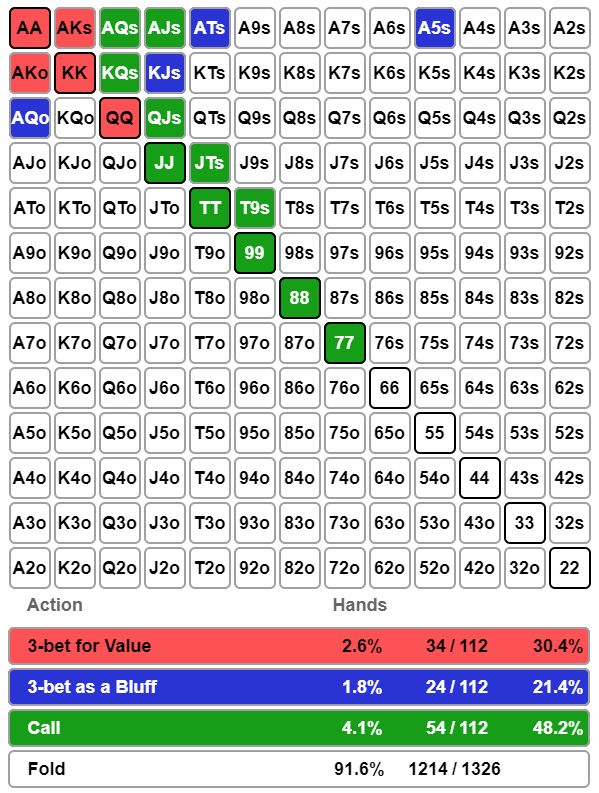 AA AKs AQs AJs ATs A9s A8s A7s A6s A5s A4s A3s A2s
AKo KK KQs KJs KTs K9s K8s K7s K6s K5s K4s K3s K2s
AQo KQo QQ QJs QTs Q9s Q8s Q7s Q6s Q5s Q4s Q3s Q2s
AJo KJo QJo JJ JTs J9s J8s J7s J6s J5s J4s J3s J2s
ATo KTo QTo JTo TT T9s T8s T7s T6s T5s T4s T3s T2s
A9o K9o Q9o J9o T9o 99 98s 97s 96s 95s 94s 93s 92s
A8o K8o Q8o J8o T8o 98o 88 87s 86s 85s 84s 83s 82s
A7o K7o Q7o J7o T7o 97o 87o 77 76s 75s 74s 73s 72s
A6o K6o Q6o J6o T6o 96o 86o 76o 66 65s 64s 63s 62s
A5o K5o Q5o J5o T5o 95o 85o 75o 65o 55 54s 53s 52s
A4o K4o Q4o J4o T4o 94o 84o 74o 64o 54o 44 43s 42s
A3o K3o Q3o J3o T3o 93o 83o 73o 63o 53o 43o 33 32s
A2o K2o Q2o J2o T2o 92o 82o 72o 62o 52o 42o 32o 22
Action Hands
3-bet for Value 2.6% 34 / 112 30.4%
3-bet as a Bluff 1.8% 24 / 112 21.4%
Call 4.1% 54 / 112 48.2%
Fold 91.6% 1214 / 1326